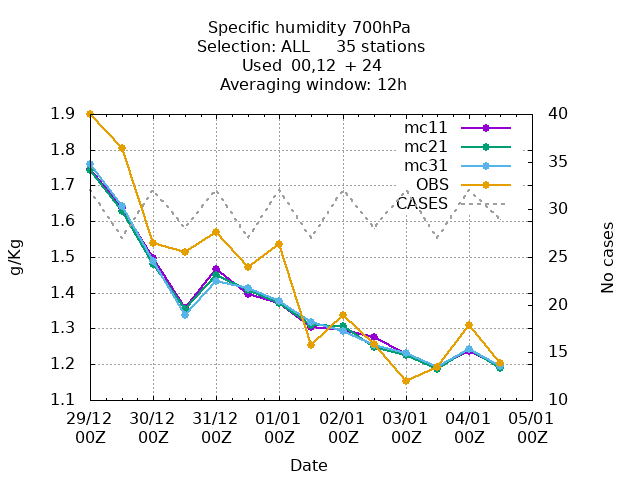 Specific humidity 700hPa
Selection: ALL 35 stations
Used 00,12 + 24
Averaging window: 12h
1.9
1.8
1.7
1.6
1.5
1.4
1.3
1.2
1.1
g/Kg
40
35
30
25
20
15
10
No cases
mc11
mc21
mc31
OBS
CASES
29/12 30/12 31/12 01/01 02/01 03/01 04/01 05/01
00Z 00Z 00Z 00Z 00Z 00Z 00Z 00Z
Date